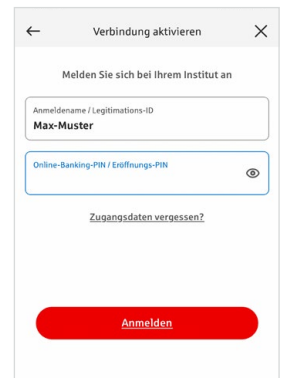 Verbindung aktivieren
Melden Sie sich bei Ihrem Institut an
Anmeldename / Legitimations-ID
Max-Muster
Online-Banking-PIN / Eröffnungs-PIN
Zugangsdaten vergessen?
Anmelden